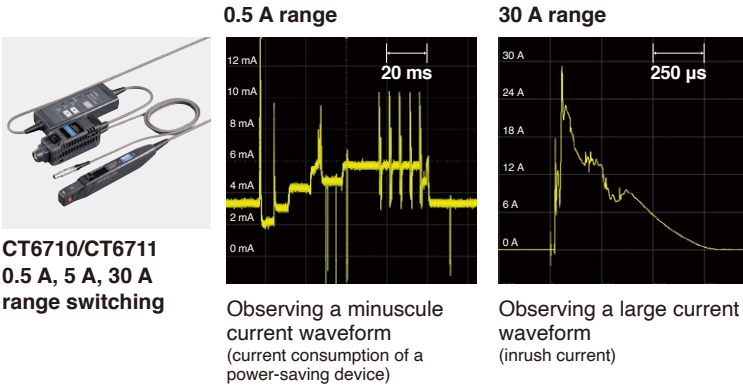 0.5 A range
30 A range
12 mA
10 mA
8 mA
6 mA
4 mA
2 mA
0 mA
20 ms
30 A
24 A
18 A
12 A
6 A
0 A
250 µs
CT6710/CT6711
0.5 A, 5 A, 30 A
range switching
Observing a minuscule
current waveform
(current consumption of a
power-saving device)
Observing a large current
waveform
(inrush current)